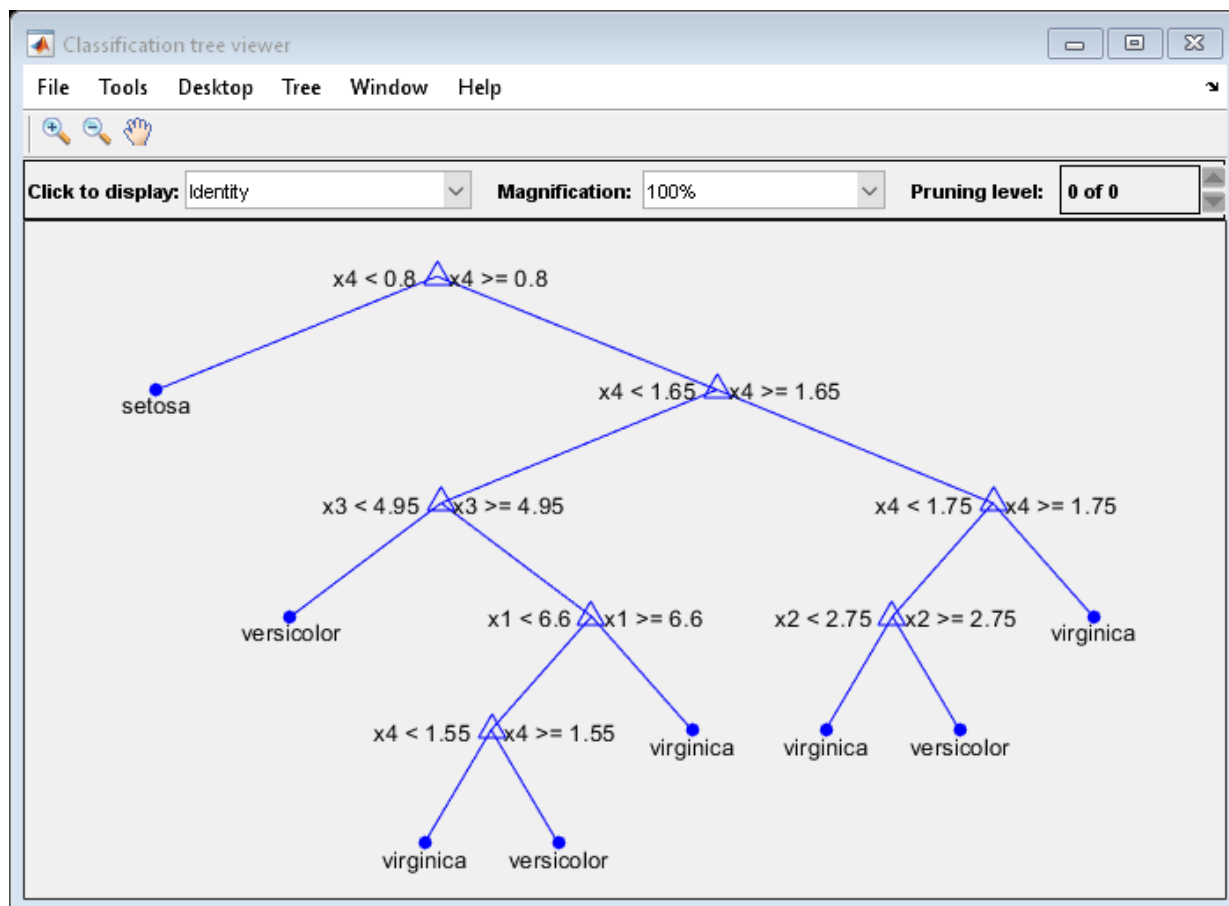 Classification tree viewer
File Tools Desktop Tree Window Help
Click to display: Identity Magnification: 100% Pruning level: 0 of 0
x4 < 0.8 x4 >= 0.8
setosa
x4 < 1.65 x4 >= 1.65
x3 < 4.95 x3 >= 4.95 x4 < 1.75 x4 >= 1.75
versicolor x1 < 6.6 x1 >= 6.6 x2 < 2.75 x2 >= 2.75 virginica
x4 < 1.55 x4 >= 1.55 virginica virginica versicolor
virginica versicolor